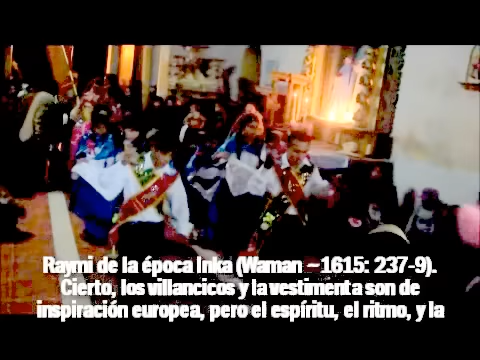 Raymi de la época Inka (Waman ~1615: 237-9).
Cierto, los villancicos y la vestimenta son de
inspiración europea, pero el espíritu, el ritmo, y la